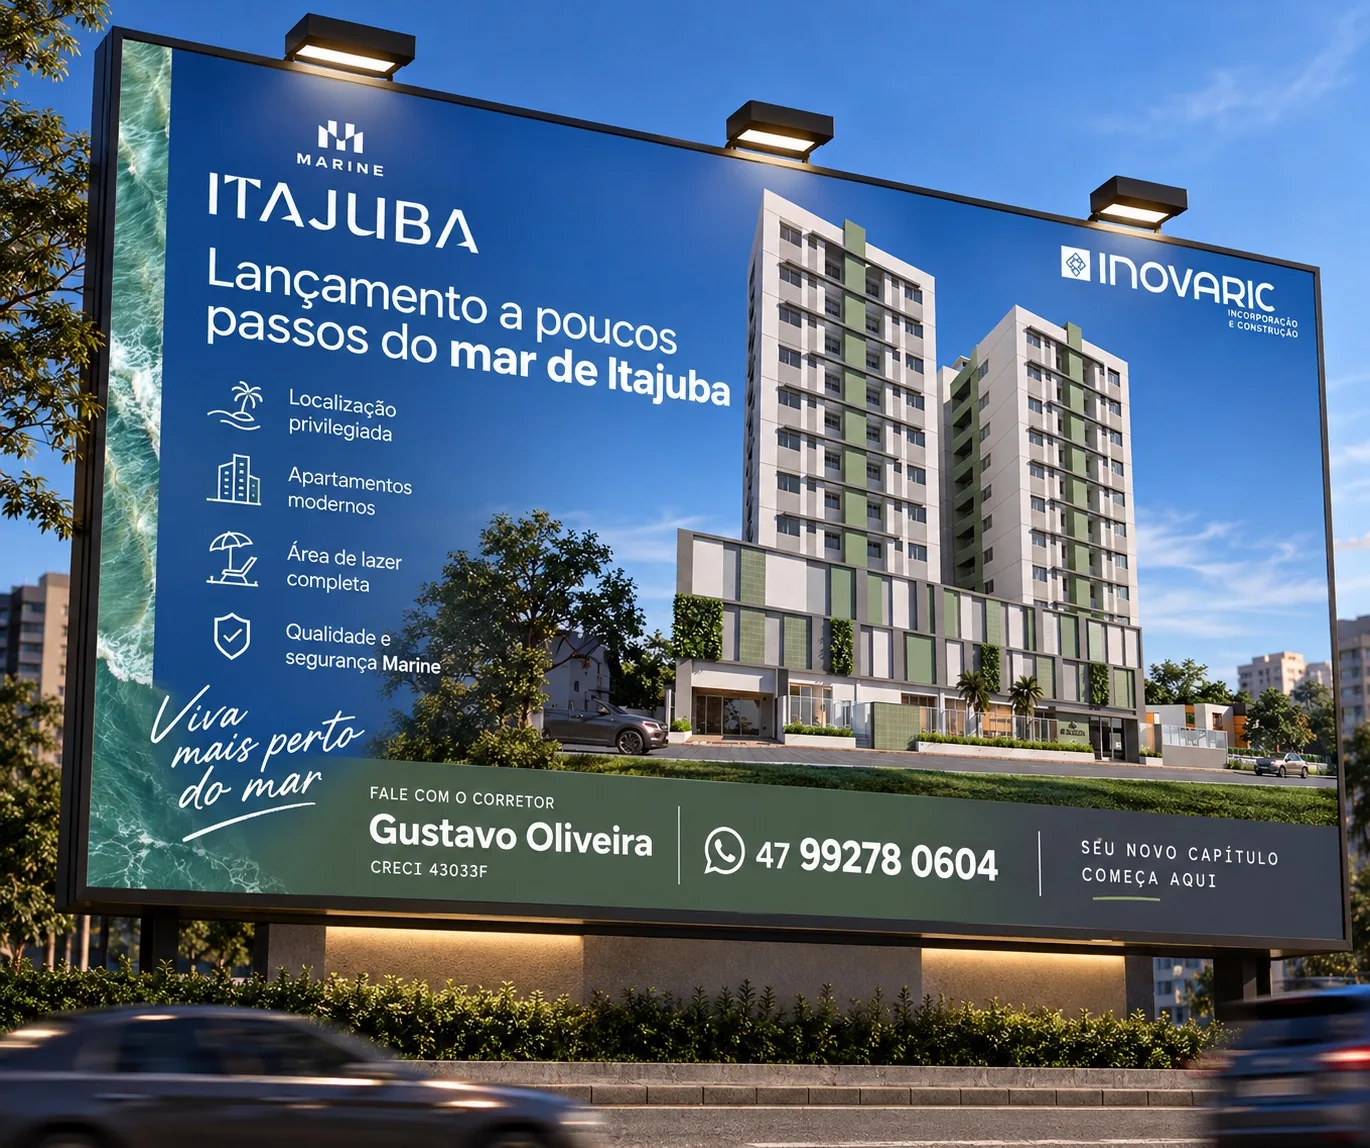 MARINE
ITAJUBA
Lançamento a poucos
passos do mar de Itajuba
Localização
privilegiada
Apartamentos
modernos
Área de lazer
completa
Qualidade e
segurança Marine
Viva
mais perto
do mar
INOVARIC
INCORPORAÇÃO
E CONSTRUÇÃO
FALE COM O CORRETOR
Gustavo Oliveira
CRECI 43033F
47 99278 0604
SEU NOVO CAPÍTULO
COMEÇA AQUI